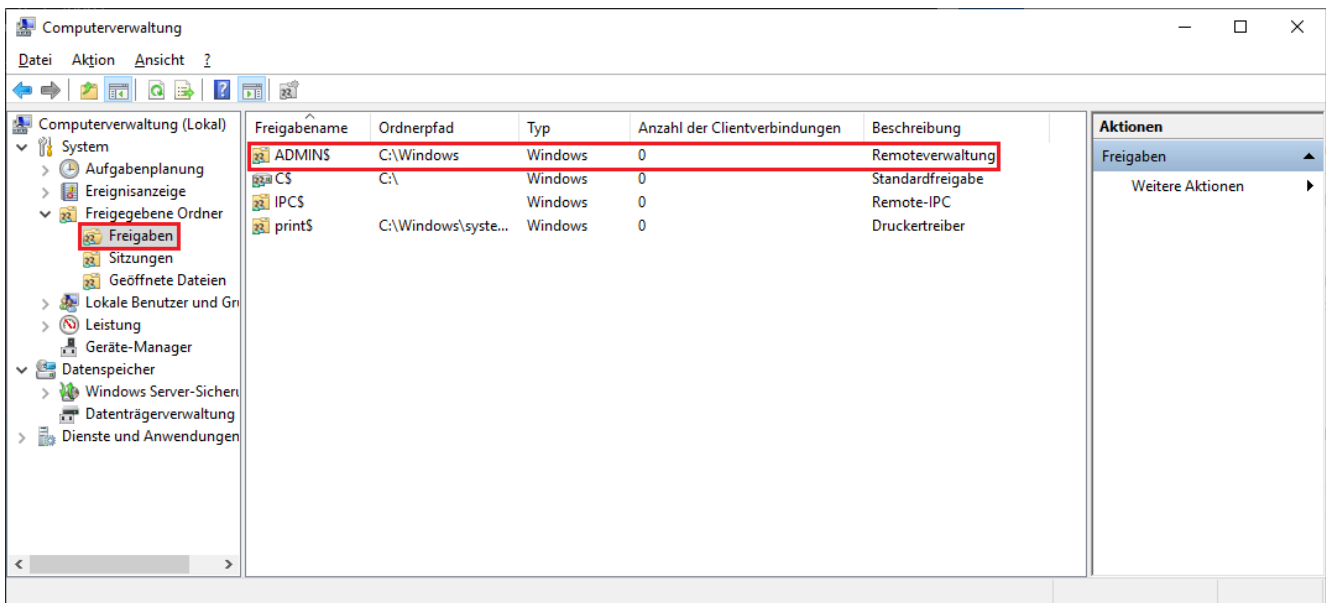 Computerverwaltung
Datei Aktion Ansicht ?
Computerverwaltung (Lokal)
System
Aufgabenplanung
Ereignisanzeige
Freigegebene Ordner
Freigaben
Sitzungen
Geöffnete Dateien
Lokale Benutzer und Gru
Leistung
Geräte-Manager
Datenspeicher
Windows Server-Sicheru
Datenträgerverwaltung
Dienste und Anwendungen
Freigabename Ordnerpfad Typ Anzahl der Clientverbindungen Beschreibung
ADMIN$ C:\Windows Windows 0 Remoteverwaltung
C$ C:\ Windows 0 Standardfreigabe
IPC$ Windows 0 Remote-IPC
print$ C:\Windows\syste... Windows 0 Druckertreiber
Aktionen
Freigaben
Weitere Aktionen